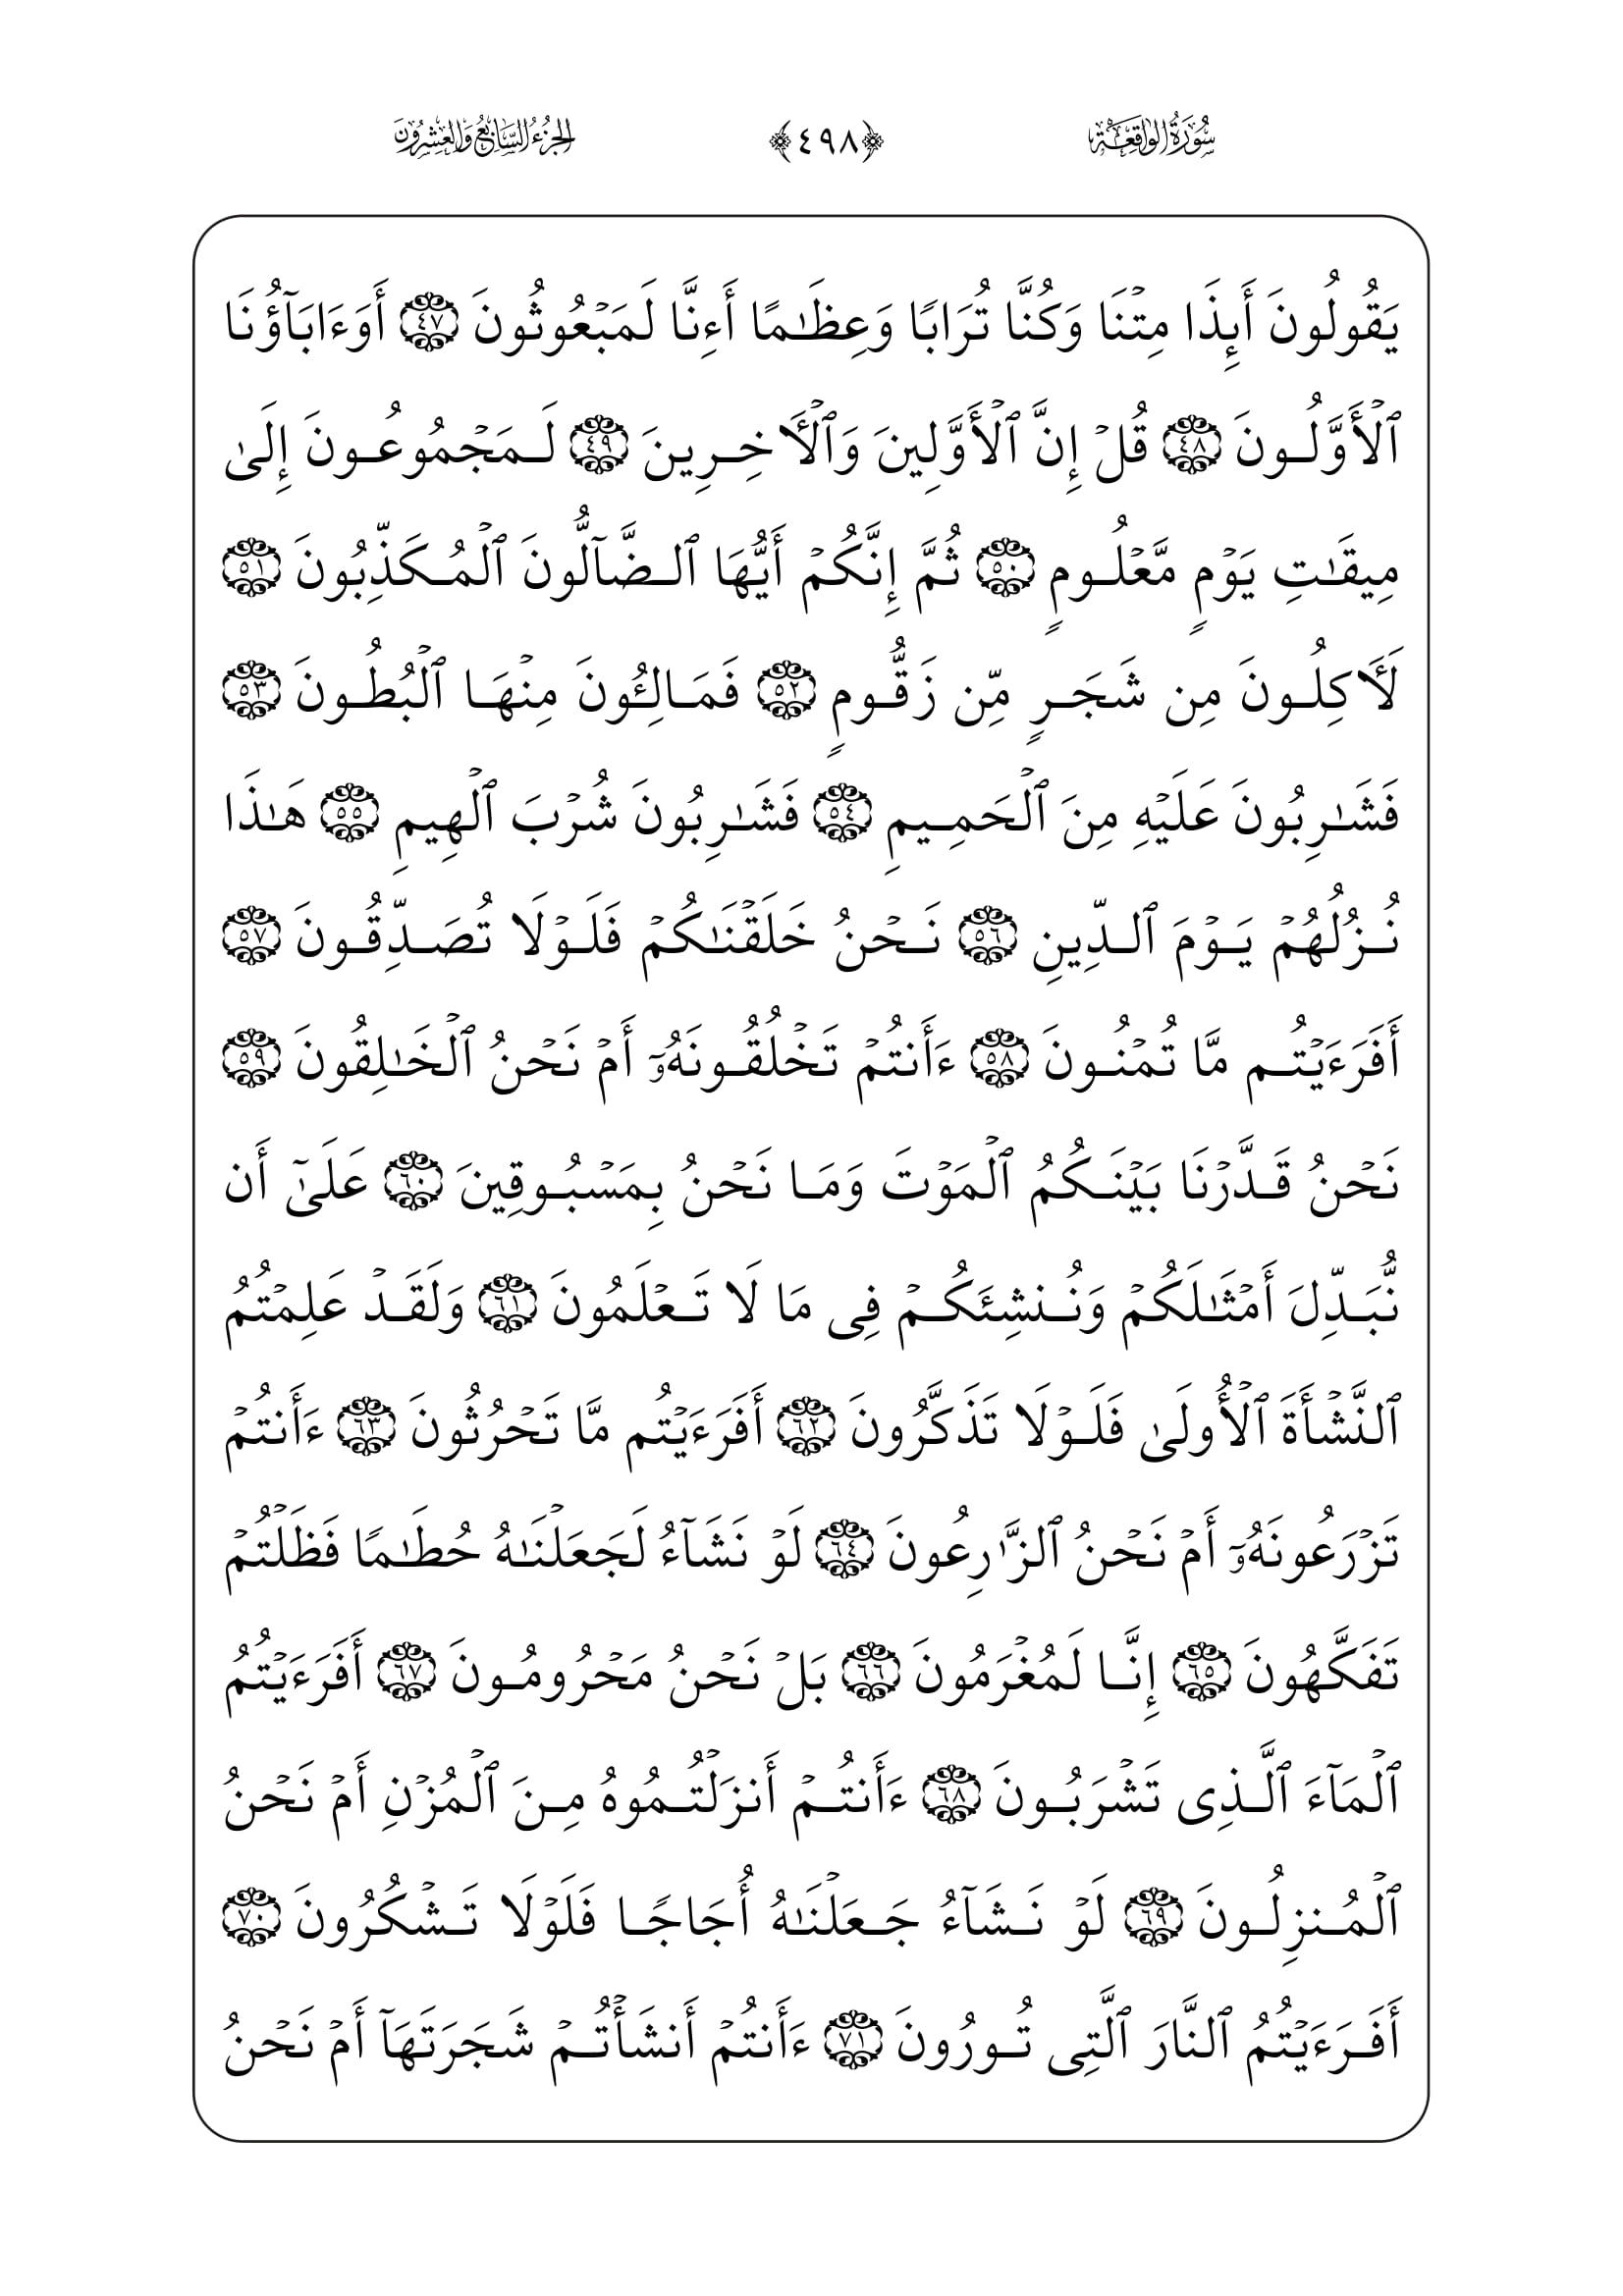 سُورَةُ الوَاقِعَة ﴿٤٩٨﴾ الجُزْءُ السَّابِعُ وَالعِشْرُونَ
يَقُولُونَ أَئِذَا مِتۡنَا وَكُنَّا تُرَابٗا وَعِظَٰمًا أَءِنَّا لَمَبۡعُوثُونَ ٤٧ أَوَءَابَآؤُنَا
ٱلۡأَوَّلُونَ ٤٨ قُلۡ إِنَّ ٱلۡأَوَّلِينَ وَٱلۡأٓخِرِينَ ٤٩ لَمَجۡمُوعُونَ إِلَىٰ
مِيقَٰتِ يَوۡمٖ مَّعۡلُومٖ ٥٠ ثُمَّ إِنَّكُمۡ أَيُّهَا ٱلضَّآلُّونَ ٱلۡمُكَذِّبُونَ ٥١
لَأٓكِلُونَ مِن شَجَرٖ مِّن زَقُّومٖ ٥٢ فَمَالِـُٔونَ مِنۡهَا ٱلۡبُطُونَ ٥٣
فَشَٰرِبُونَ عَلَيۡهِ مِنَ ٱلۡحَمِيمِ ٥٤ فَشَٰرِبُونَ شُرۡبَ ٱلۡهِيمِ ٥٥ هَٰذَا
نُزُلُهُمۡ يَوۡمَ ٱلدِّينِ ٥٦ نَحۡنُ خَلَقۡنَٰكُمۡ فَلَوۡلَا تُصَدِّقُونَ ٥٧
أَفَرَءَيۡتُم مَّا تُمۡنُونَ ٥٨ ءَأَنتُمۡ تَخۡلُقُونَهُۥٓ أَمۡ نَحۡنُ ٱلۡخَٰلِقُونَ ٥٩
نَحۡنُ قَدَّرۡنَا بَيۡنَكُمُ ٱلۡمَوۡتَ وَمَا نَحۡنُ بِمَسۡبُوقِينَ ٦٠ عَلَىٰٓ أَن
نُّبَدِّلَ أَمۡثَٰلَكُمۡ وَنُنشِئَكُمۡ فِي مَا لَا تَعۡلَمُونَ ٦١ وَلَقَدۡ عَلِمۡتُمُ
ٱلنَّشۡأَةَ ٱلۡأُولَىٰ فَلَوۡلَا تَذَكَّرُونَ ٦٢ أَفَرَءَيۡتُم مَّا تَحۡرُثُونَ ٦٣ ءَأَنتُمۡ
تَزۡرَعُونَهُۥٓ أَمۡ نَحۡنُ ٱلزَّٰرِعُونَ ٦٤ لَوۡ نَشَآءُ لَجَعَلۡنَٰهُ حُطَٰمٗا فَظَلۡتُمۡ
تَفَكَّهُونَ ٦٥ إِنَّا لَمُغۡرَمُونَ ٦٦ بَلۡ نَحۡنُ مَحۡرُومُونَ ٦٧ أَفَرَءَيۡتُمُ
ٱلۡمَآءَ ٱلَّذِي تَشۡرَبُونَ ٦٨ ءَأَنتُمۡ أَنزَلۡتُمُوهُ مِنَ ٱلۡمُزۡنِ أَمۡ نَحۡنُ
ٱلۡمُنزِلُونَ ٦٩ لَوۡ نَشَآءُ جَعَلۡنَٰهُ أُجَاجٗا فَلَوۡلَا تَشۡكُرُونَ ٧٠
أَفَرَءَيۡتُمُ ٱلنَّارَ ٱلَّتِي تُورُونَ ٧١ ءَأَنتُمۡ أَنشَأۡتُمۡ شَجَرَتَهَآ أَمۡ نَحۡنُ